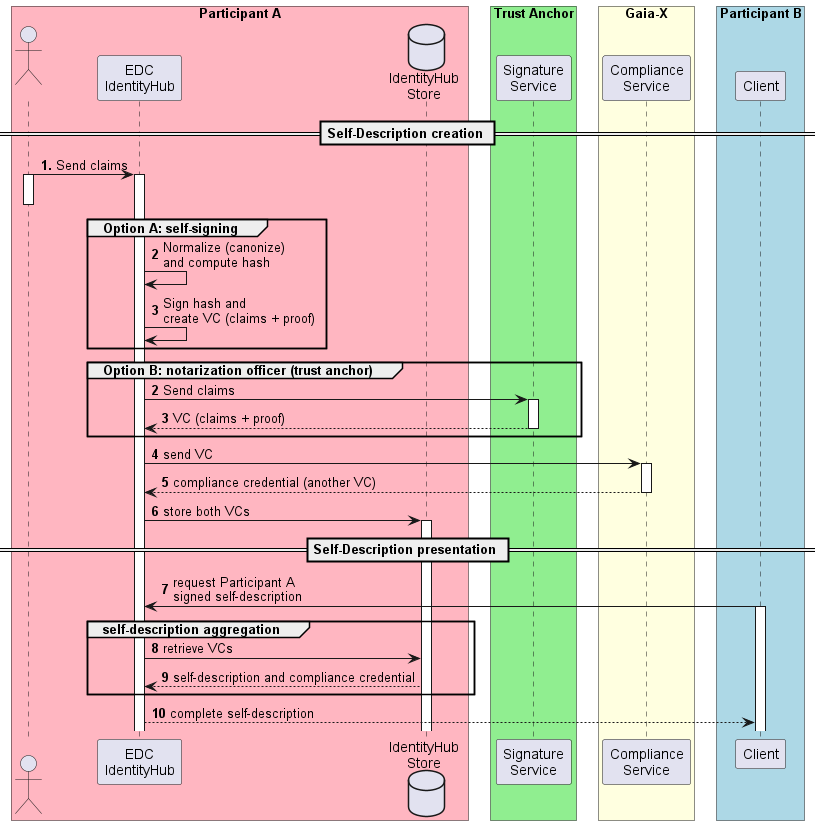 Participant A
Trust Anchor
Gaia-X
Participant B
EDC
IdentityHub
IdentityHub
Store
Signature
Service
Compliance
Service
Client
Self-Description creation
1. Send claims
Option A: self-signing
2 Normalize (canonize)
and compute hash
3 Sign hash and
create VC (claims + proof)
Option B: notarization officer (trust anchor)
2 Send claims
3 VC (claims + proof)
4 send VC
5 compliance credential (another VC)
6 store both VCs
Self-Description presentation
7 request Participant A
signed self-description
self-description aggregation
8 retrieve VCs
9 self-description and compliance credential
10 complete self-description
EDC
IdentityHub
IdentityHub
Store
Signature
Service
Compliance
Service
Client